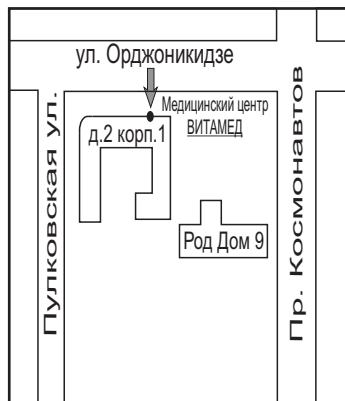 ул. Орджоникидзе
Медицинский центр
ВИТАМЕД
д.2 корп.1
Род Дом 9
Пулковская ул.
Пр. Космонавтов